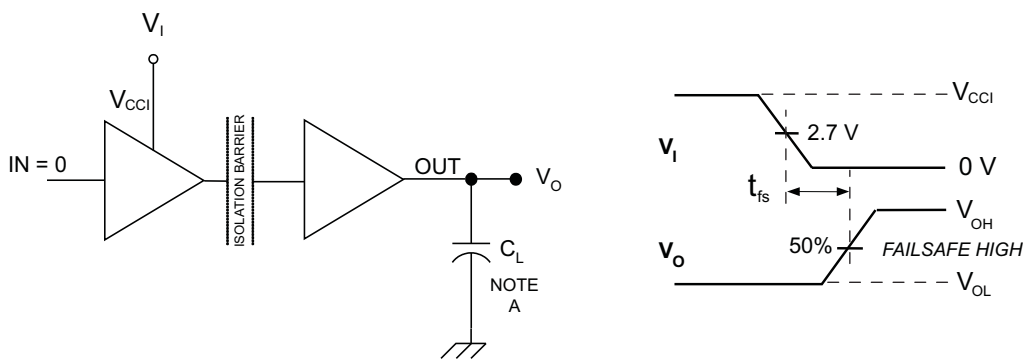 V_I
V_CCI
IN = 0
ISOLATION BARRIER
OUT
V_O
C_L
NOTE
A
V_I
V_CCI
2.7 V
0 V
t_fs
V_O
50%
V_OH
FAILSAFE HIGH
V_OL